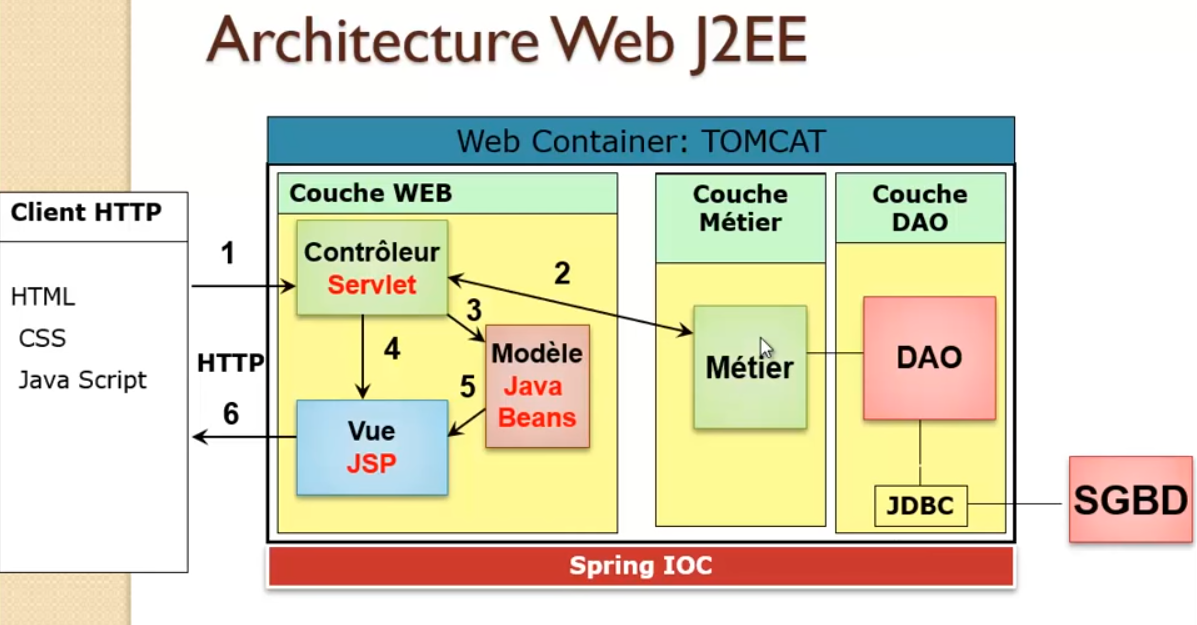 Architecture Web J2EE
Web Container: TOMCAT
Client HTTP
HTML
CSS
Java Script
1
HTTP
6
Couche WEB
Contrôleur
Servlet
2
3
4
Modèle
Java
Beans
5
Vue
JSP
Couche
Métier
Métier
Couche
DAO
DAO
JDBC
SGBD
Spring IOC